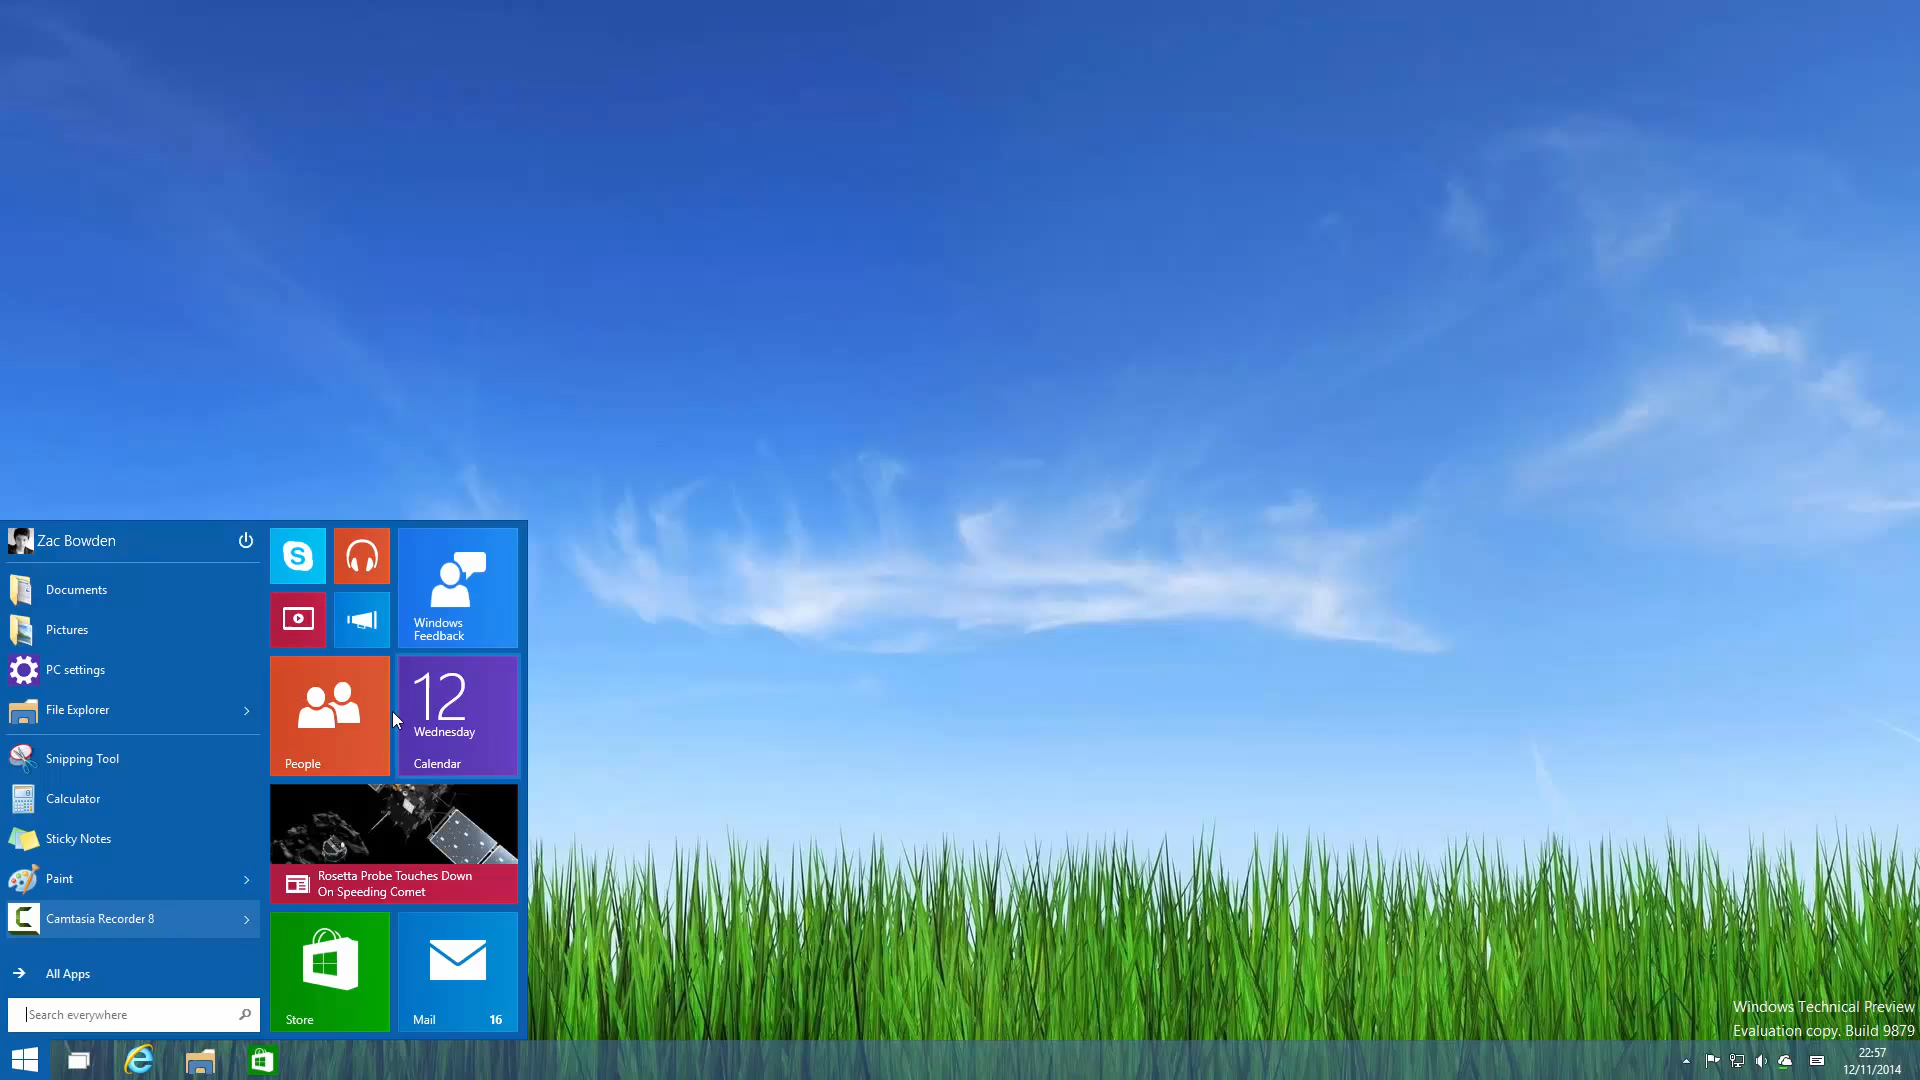 Zac Bowden
Documents
Pictures
PC settings
File Explorer
Snipping Tool
Calculator
Sticky Notes
Paint
Camtasia Recorder 8
All Apps
Search everywhere
Windows
Feedback
People
12
Wednesday
Calendar
Rosetta Probe Touches Down
On Speeding Comet
Store
Mail 16
Windows Technical Preview
Evaluation copy. Build 9879
22:57
12/11/2014